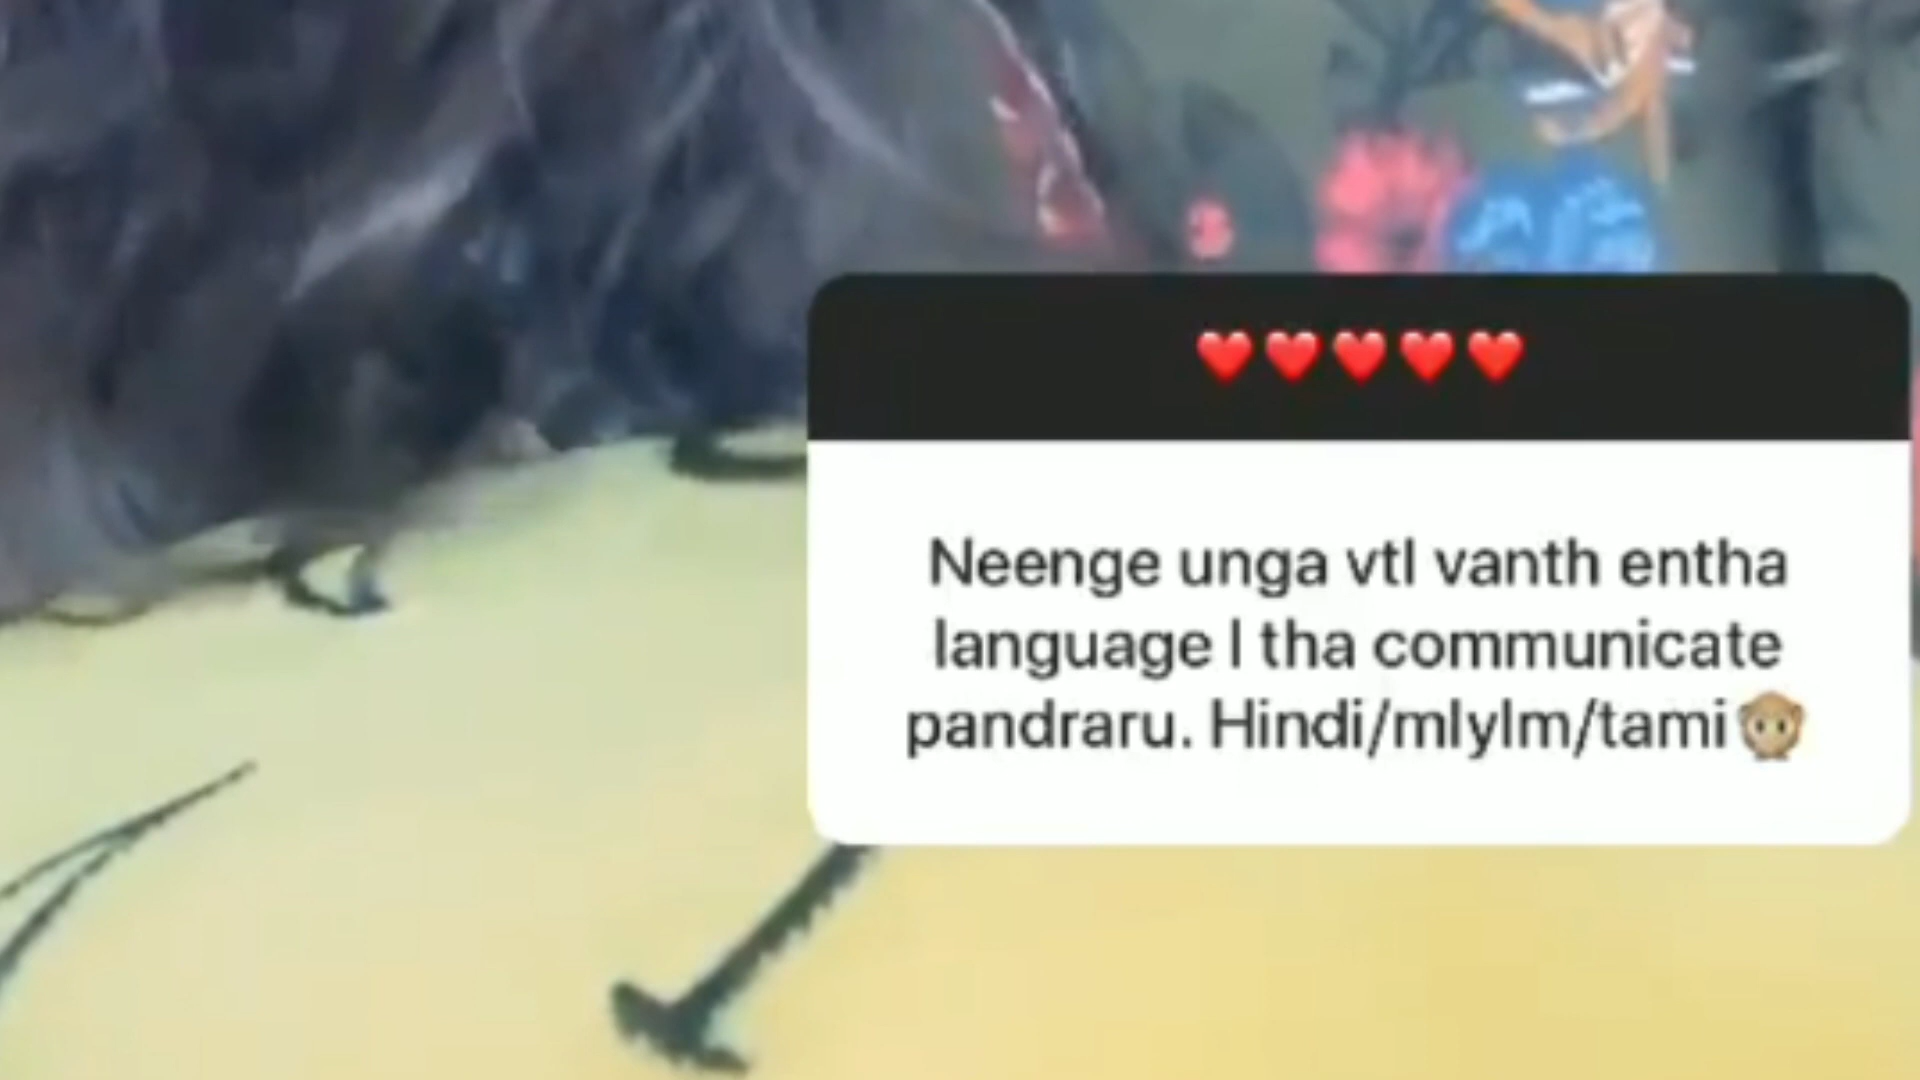 ❤️❤️❤️❤️❤️
Neenge unga vtl vanth entha
language l tha communicate
pandraru. Hindi/mlylm/tami🐵